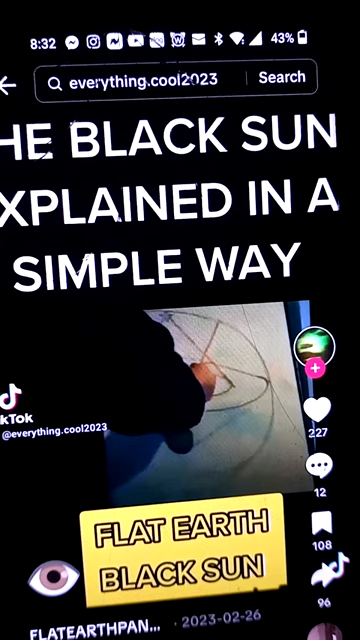 8:32
43%
everything.cool2023
Search
HE BLACK SUN
XPLAINED IN A
SIMPLE WAY
kTok
@everything.cool2023
227
12
108
96
FLAT EARTH
BLACK SUN
FLATEARTHPAN... · 2023-02-26